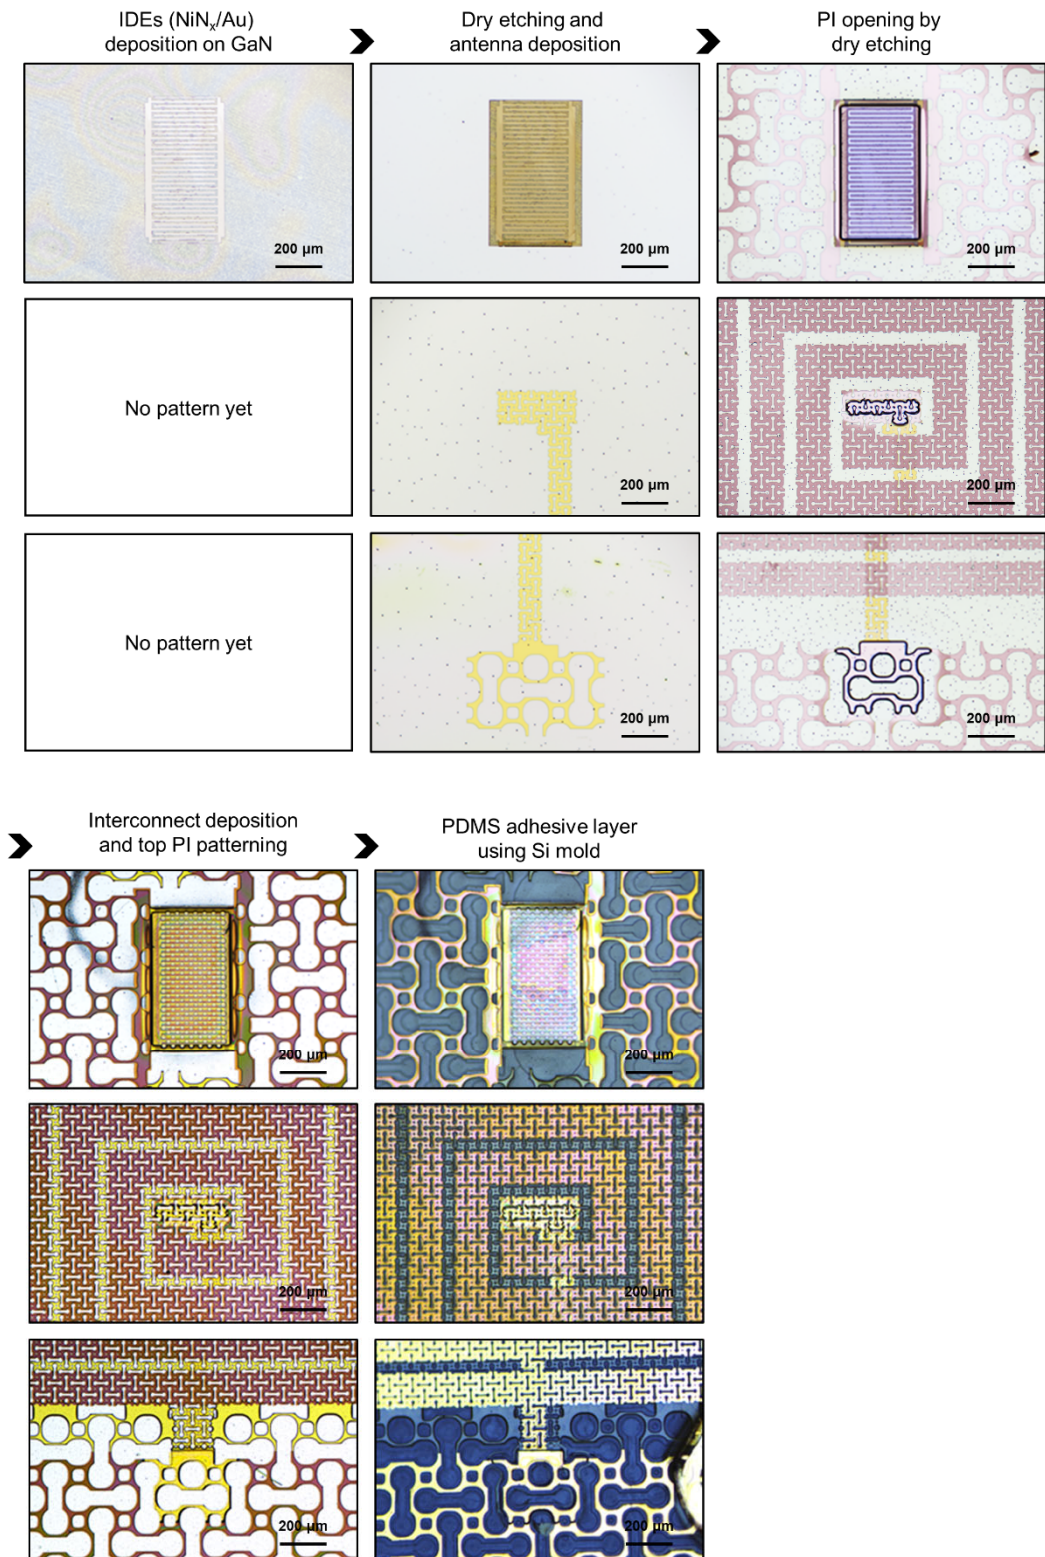 IDEs (NiNx/Au)
deposition on GaN
Dry etching and
antenna deposition
PI opening by
dry etching
200 µm
200 µm
200 µm
No pattern yet
200 µm
200 µm
No pattern yet
200 µm
200 µm
Interconnect deposition
and top PI patterning
PDMS adhesive layer
using Si mold
200 µm
200 µm
200 µm
200 µm
200 µm
200 µm